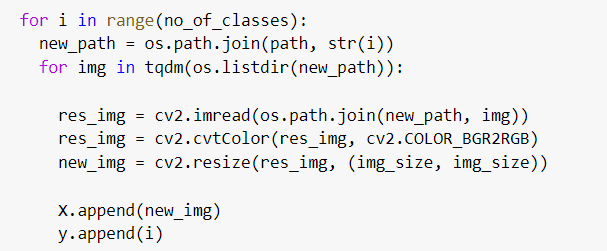 for i in range(no_of_classes):
  new_path = os.path.join(path, str(i))
  for img in tqdm(os.listdir(new_path)):
    res_img = cv2.imread(os.path.join(new_path, img))
    res_img = cv2.cvtColor(res_img, cv2.COLOR_BGR2RGB)
    new_img = cv2.resize(res_img, (img_size, img_size))
    X.append(new_img)
    y.append(i)